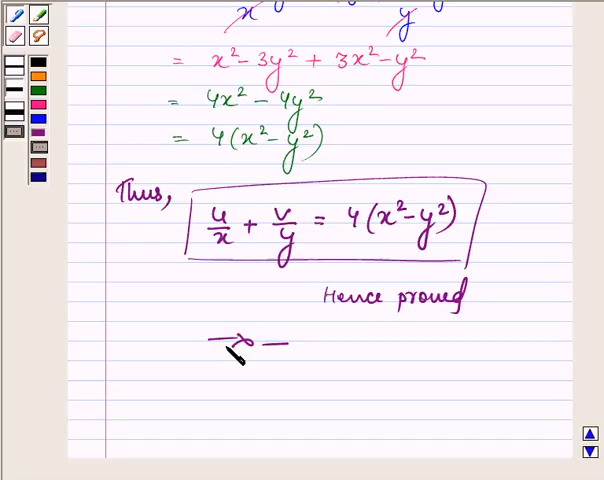 x y
= x² - 3y² + 3x² - y²
= 4x² - 4y²
= 4(x² - y²)
Thus,
u/x + v/y = 4(x² - y²)
Hence proved